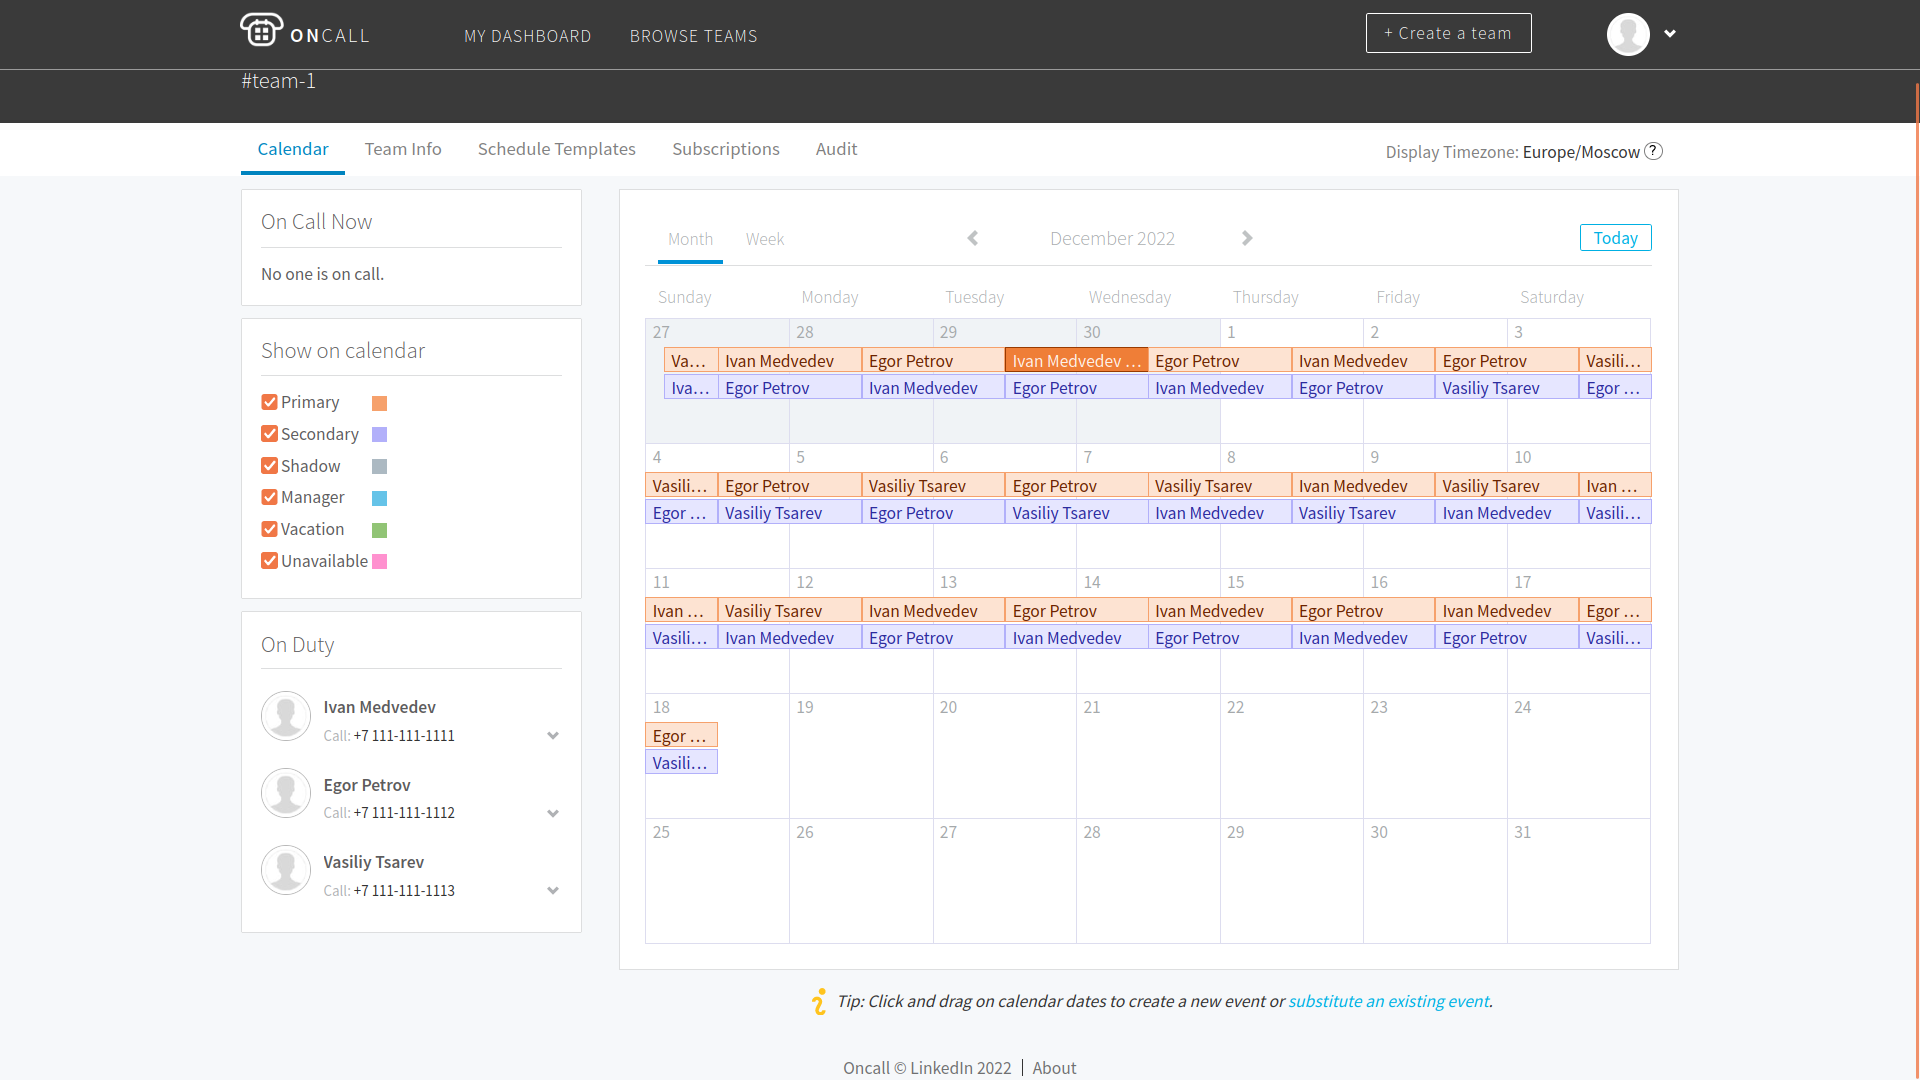 ONCALL MY DASHBOARD BROWSE TEAMS + Create a team
#team-1
Calendar Team Info Schedule Templates Subscriptions Audit Display Timezone: Europe/Moscow ?
On Call Now
No one is on call.
Show on calendar
Primary
Secondary
Shadow
Manager
Vacation
Unavailable
On Duty
Ivan Medvedev
Call: +7 111-111-1111
Egor Petrov
Call: +7 111-111-1112
Vasiliy Tsarev
Call: +7 111-111-1113
Month Week December 2022 Today
Sunday Monday Tuesday Wednesday Thursday Friday Saturday
27 28 29 30 1 2 3
Va... Ivan Medvedev Egor Petrov Ivan Medvedev ... Egor Petrov Ivan Medvedev Egor Petrov Vasili...
Iva... Egor Petrov Ivan Medvedev Egor Petrov Ivan Medvedev Egor Petrov Vasiliy Tsarev Egor ...
4 5 6 7 8 9 10
Vasili... Egor Petrov Vasiliy Tsarev Egor Petrov Vasiliy Tsarev Ivan Medvedev Vasiliy Tsarev Ivan ...
Egor ... Vasiliy Tsarev Egor Petrov Vasiliy Tsarev Ivan Medvedev Vasiliy Tsarev Ivan Medvedev Vasili...
11 12 13 14 15 16 17
Ivan ... Vasiliy Tsarev Ivan Medvedev Egor Petrov Ivan Medvedev Egor Petrov Ivan Medvedev Egor ...
Vasili... Ivan Medvedev Egor Petrov Ivan Medvedev Egor Petrov Ivan Medvedev Egor Petrov Vasili...
18 19 20 21 22 23 24
Egor ...
Vasili...
25 26 27 28 29 30 31
Tip: Click and drag on calendar dates to create a new event or substitute an existing event.
Oncall © LinkedIn 2022 | About